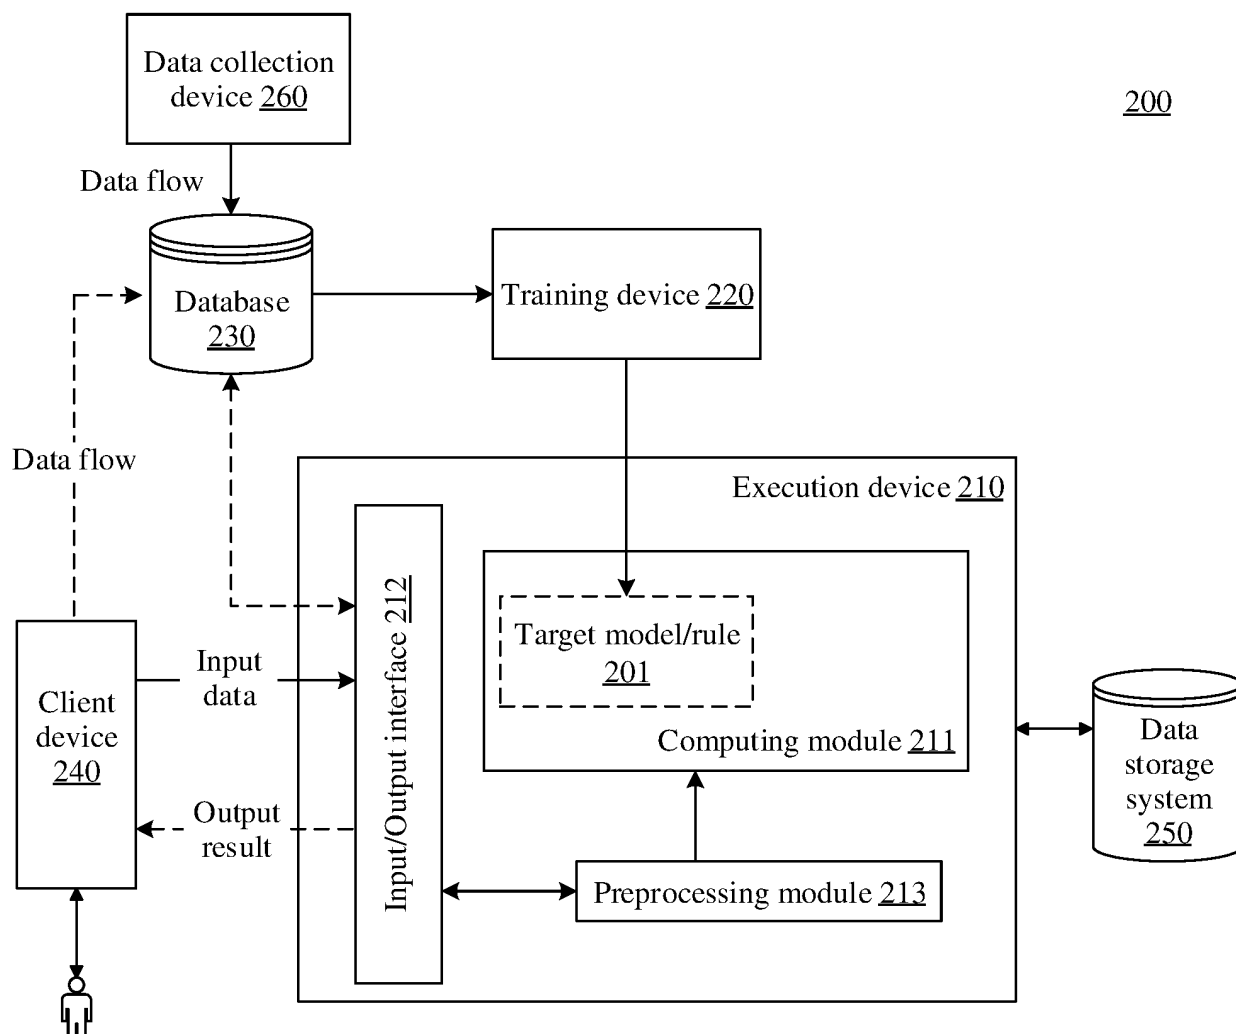 Data collection
device 260
200
Data flow
Database
230
Training device 220
Data flow
Execution device 210
Input/Output interface 212
Target model/rule
201
Computing module 211
Input
data
Client
device
240
Output
result
Preprocessing module 213
Data
storage
system
250